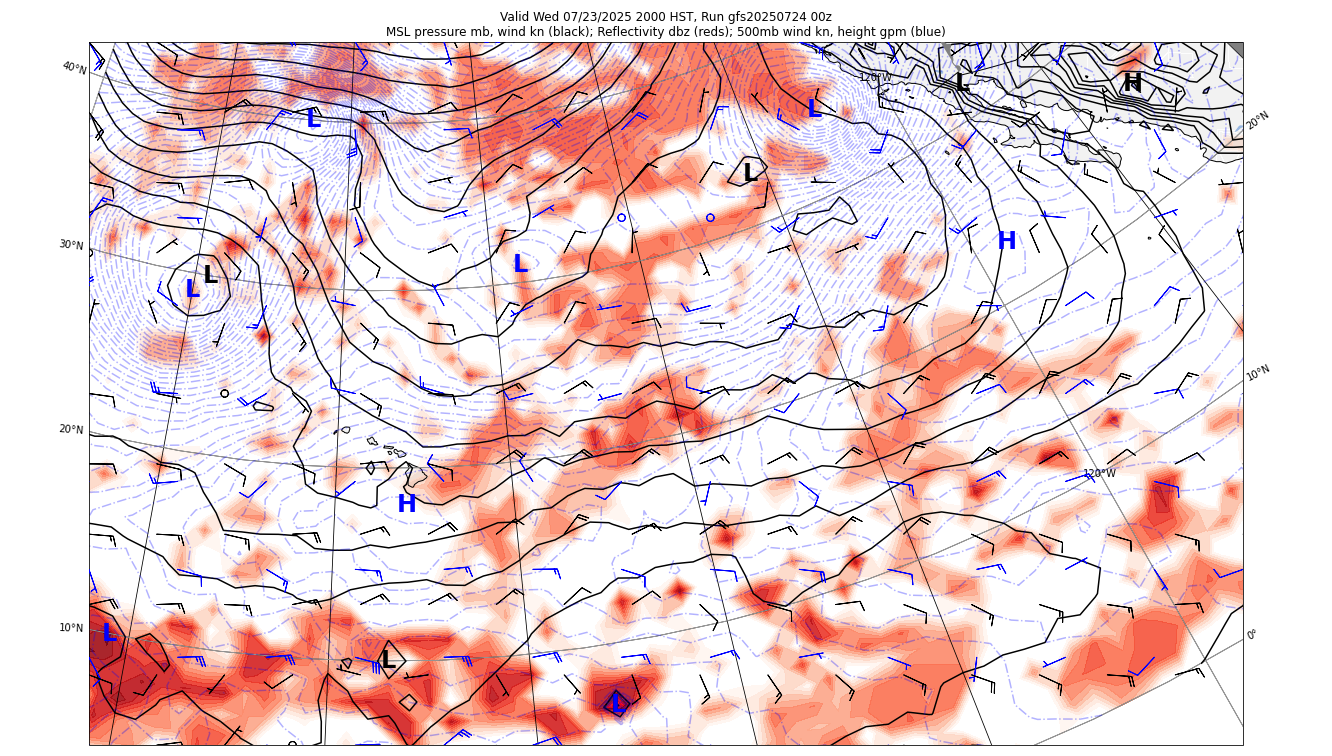 Valid Wed 07/23/2025 2000 HST, Run gfs20250724 00z
MSL pressure mb, wind kn (black); Reflectivity dbz (reds); 500mb wind kn, height gpm (blue)
40°N
120°W
L
H
L
L
20°N
L
30°N
H
L
L
L
10°N
20°N
120°W
H
10°N
L
0°
L
L